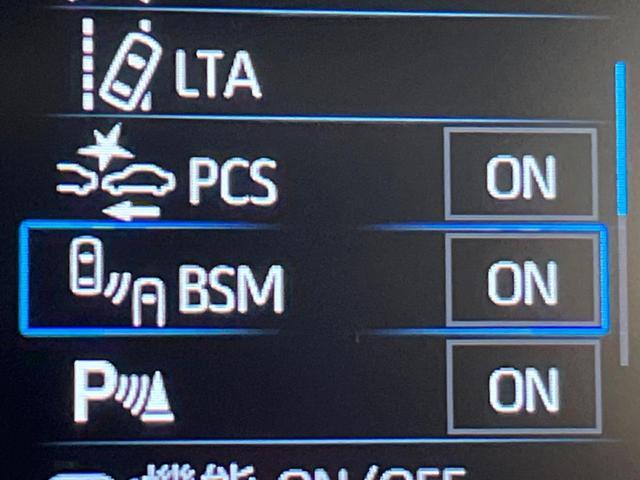 LTA
PCS ON
BSM ON
P ON
機能 ON/OFF